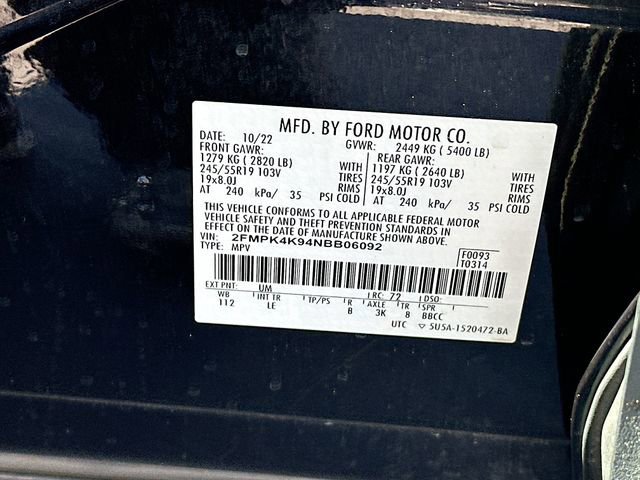 MFD. BY FORD MOTOR CO.
DATE: 10/22 GVWR: 2449 KG ( 5400 LB)
FRONT GAWR: REAR GAWR:
1279 KG ( 2820 LB) WITH 1197 KG ( 2640 LB) WITH
245/55R19 103V TIRES 245/55R19 103V TIRES
19x8.0J RIMS 19x8.0J RIMS
AT 240 kPa/ 35 PSI COLD AT 240 kPa/ 35 PSI COLD
THIS VEHICLE CONFORMS TO ALL APPLICABLE FEDERAL MOTOR
VEHICLE SAFETY AND THEFT STANDARDS IN
EFFECT ON THE DATE OF MANUFACTURE SHOWN ABOVE.
VIN: 2FMPK4K94NBB06092
TYPE: MPV
F0093
T0314
EXT PNT: UM RC: 72 DSO:
WB INT TR TP/PS R AXLE TR SPR
112 LE B 3K 8 BBCC
UTC ▽ 5U5A-1520472-BA